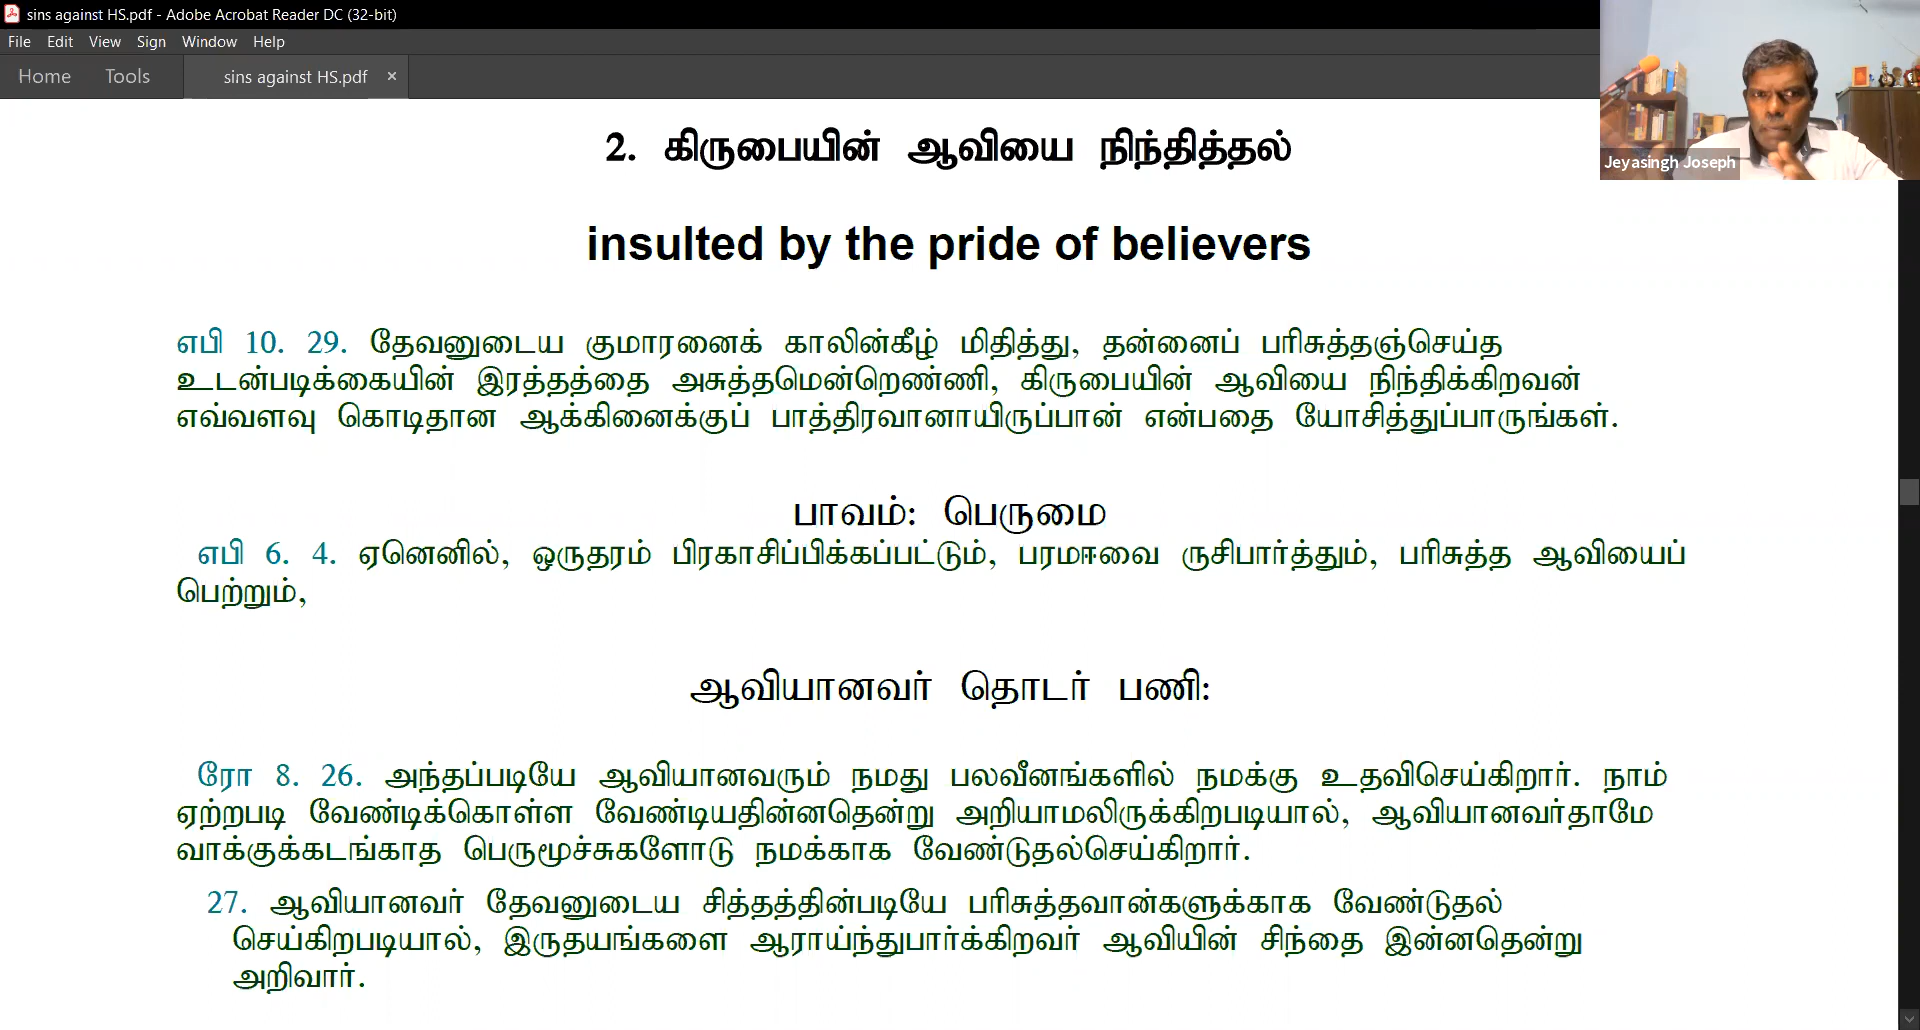 sins against HS.pdf - Adobe Acrobat Reader DC (32-bit)
File Edit View Sign Window Help
Home Tools sins against HS.pdf ×
Jeyasingh Joseph
2. கிருபையின் ஆவியை நிந்தித்தல்
insulted by the pride of believers
எபி 10. 29. தேவனுடைய குமாரனைக் காலின்கீழ் மிதித்து, தன்னைப் பரிசுத்தஞ்செய்த
உடன்படிக்கையின் இரத்தத்தை அசுத்தமென்றெண்ணி, கிருபையின் ஆவியை நிந்திக்கிறவன்
எவ்வளவு கொடிதான ஆக்கினைக்குப் பாத்திரவானாயிருப்பான் என்பதை யோசித்துப்பாருங்கள்.
பாவம்: பெருமை
எபி 6. 4. ஏனெனில், ஒருதரம் பிரகாசிப்பிக்கப்பட்டும், பரமஈவை ருசிபார்த்தும், பரிசுத்த ஆவியைப்
பெற்றும்,
ஆவியானவர் தொடர் பணி:
ரோ 8. 26. அந்தப்படியே ஆவியானவரும் நமது பலவீனங்களில் நமக்கு உதவிசெய்கிறார். நாம்
ஏற்றபடி வேண்டிக்கொள்ள வேண்டியதின்னதென்று அறியாமலிருக்கிறபடியால், ஆவியானவர்தாமே
வாக்குக்கடங்காத பெருமூச்சுகளோடு நமக்காக வேண்டுதல்செய்கிறார்.
27. ஆவியானவர் தேவனுடைய சித்தத்தின்படியே பரிசுத்தவான்களுக்காக வேண்டுதல்
செய்கிறபடியால், இருதயங்களை ஆராய்ந்துபார்க்கிறவர் ஆவியின் சிந்தை இன்னதென்று
அறிவார்.